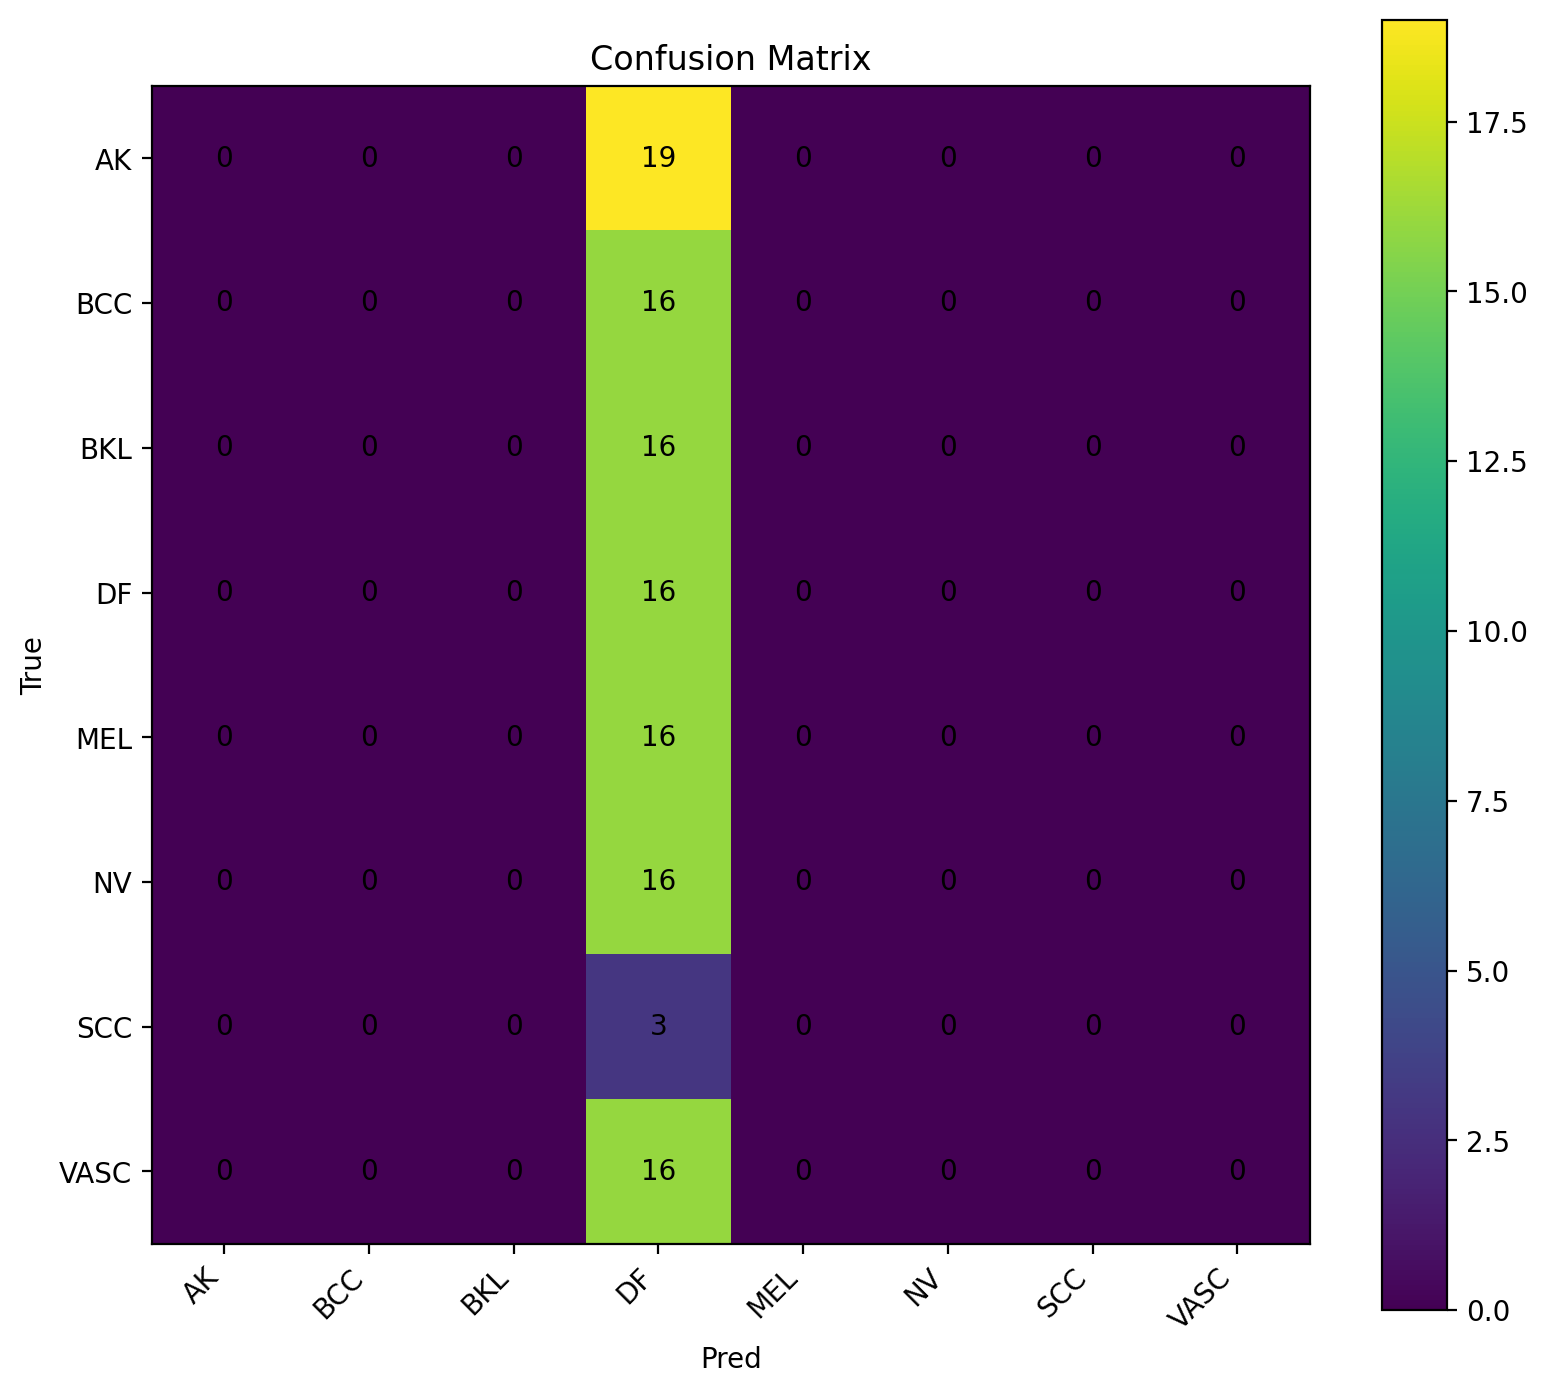 Confusion Matrix
AK 0 0 0 19 0 0 0 0
BCC 0 0 0 16 0 0 0 0
BKL 0 0 0 16 0 0 0 0
DF 0 0 0 16 0 0 0 0
MEL 0 0 0 16 0 0 0 0
NV 0 0 0 16 0 0 0 0
SCC 0 0 0 3 0 0 0 0
VASC 0 0 0 16 0 0 0 0
True
AK BCC BKL DF MEL NV SCC VASC
Pred
17.5
15.0
12.5
10.0
7.5
5.0
2.5
0.0